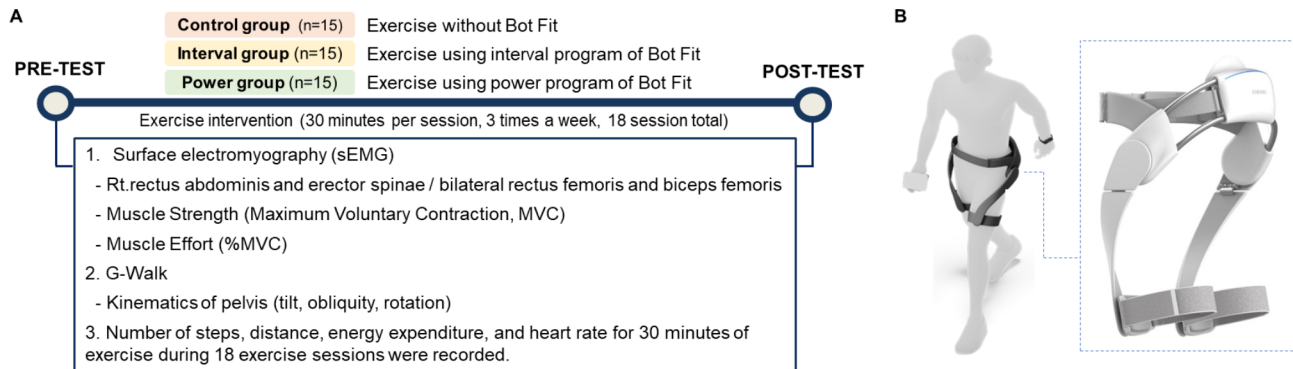 A
Control group (n=15) Exercise without Bot Fit
Interval group (n=15) Exercise using interval program of Bot Fit
Power group (n=15) Exercise using power program of Bot Fit
PRE-TEST
POST-TEST
Exercise intervention (30 minutes per session, 3 times a week, 18 session total)
1. Surface electromyography (sEMG)
- Rt.rectus abdominis and erector spinae / bilateral rectus femoris and biceps femoris
- Muscle Strength (Maximum Voluntary Contraction, MVC)
- Muscle Effort (%MVC)
2. G-Walk
- Kinematics of pelvis (tilt, obliquity, rotation)
3. Number of steps, distance, energy expenditure, and heart rate for 30 minutes of
exercise during 18 exercise sessions were recorded.
B